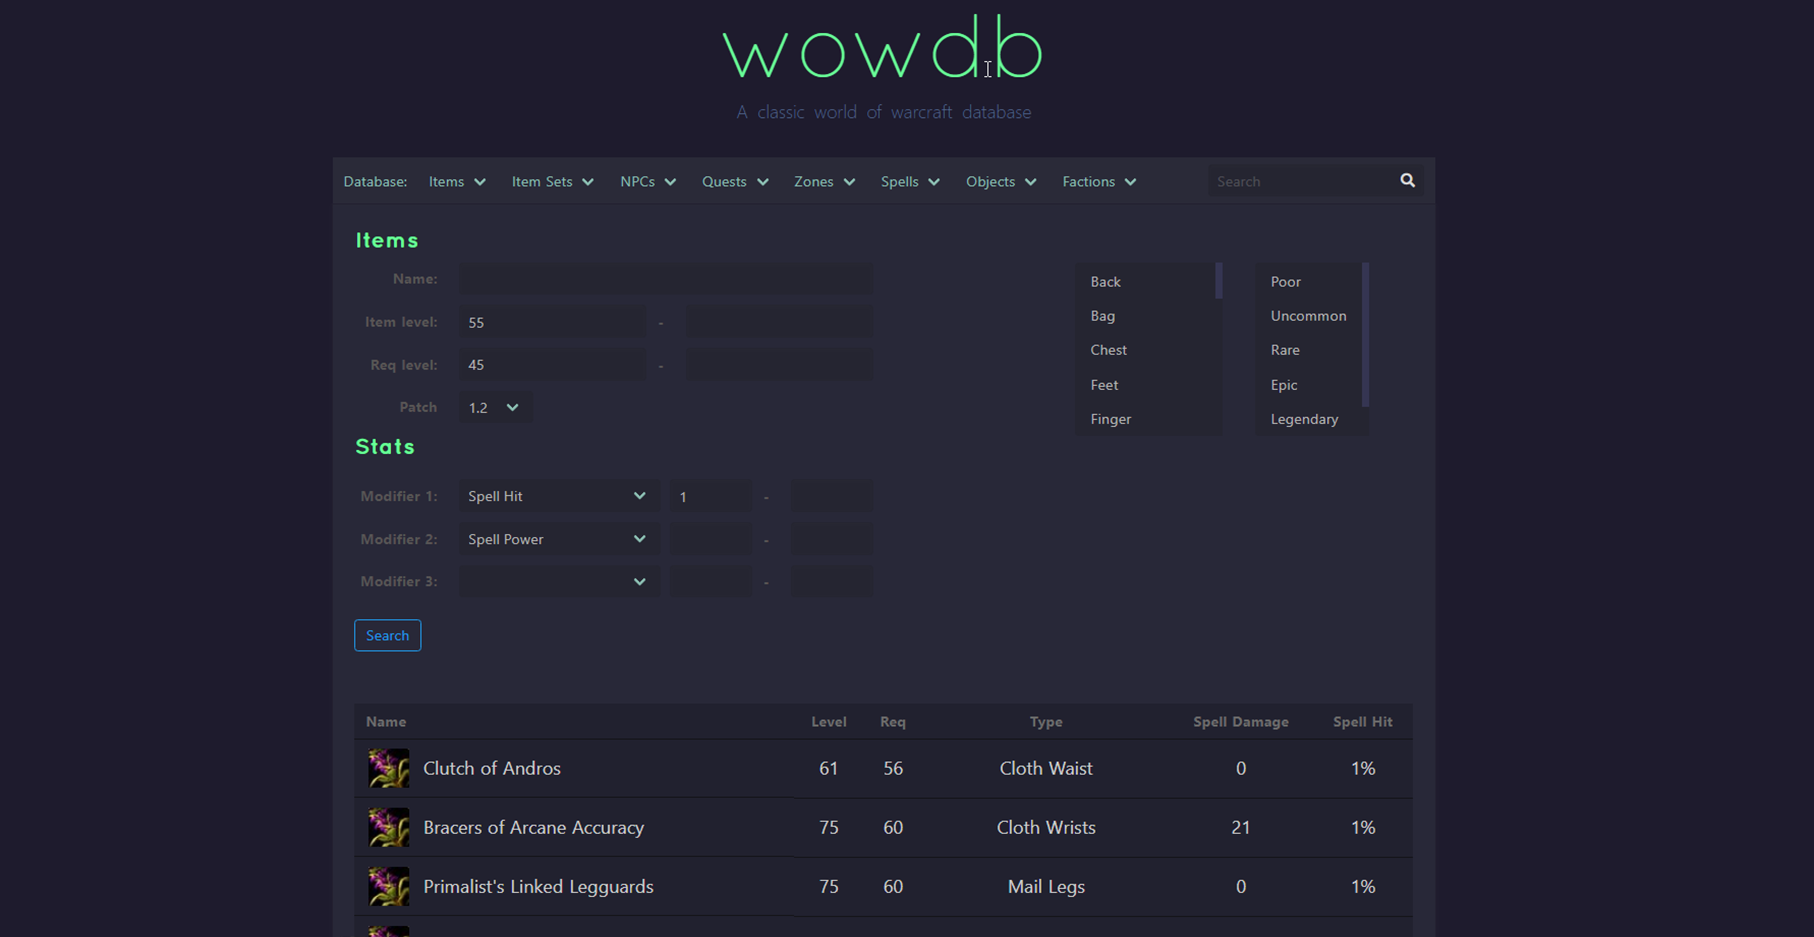 wowdb
A classic world of warcraft database
Database: Items Item Sets NPCs Quests Zones Spells Objects Factions Search
Items
Name:
Item level: 55 -
Req level: 45 -
Patch 1.2
Back
Bag
Chest
Feet
Finger
Poor
Uncommon
Rare
Epic
Legendary
Stats
Modifier 1: Spell Hit 1 -
Modifier 2: Spell Power -
Modifier 3: -
Search
Name Level Req Type Spell Damage Spell Hit
Clutch of Andros 61 56 Cloth Waist 0 1%
Bracers of Arcane Accuracy 75 60 Cloth Wrists 21 1%
Primalist's Linked Legguards 75 60 Mail Legs 0 1%